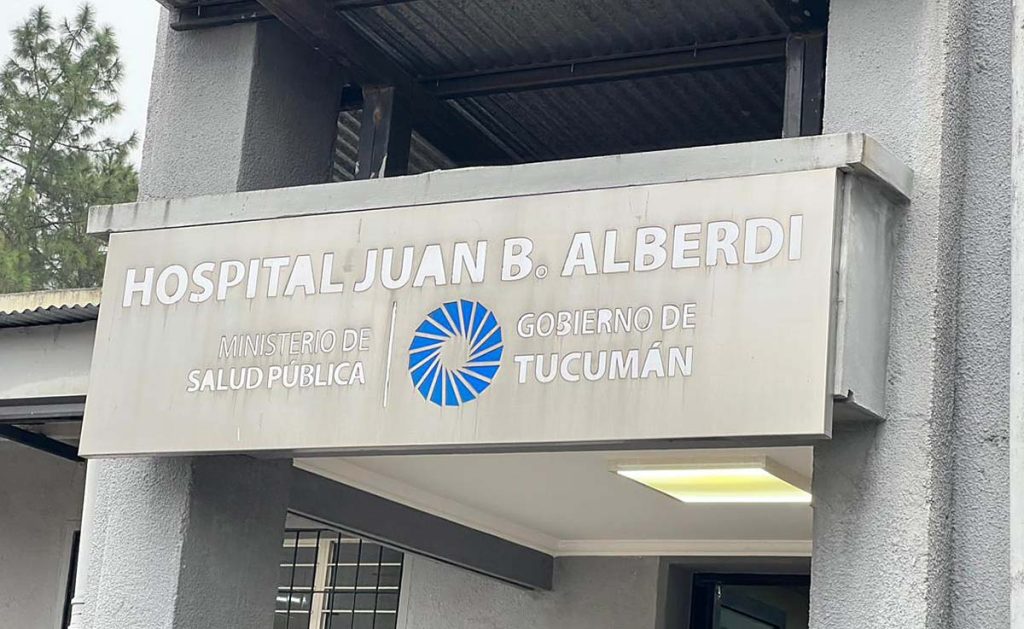 HOSPITAL JUAN B. ALBERDI
MINISTERIO DE
SALUD PÚBLICA
GOBIERNO DE
TUCUMÁN